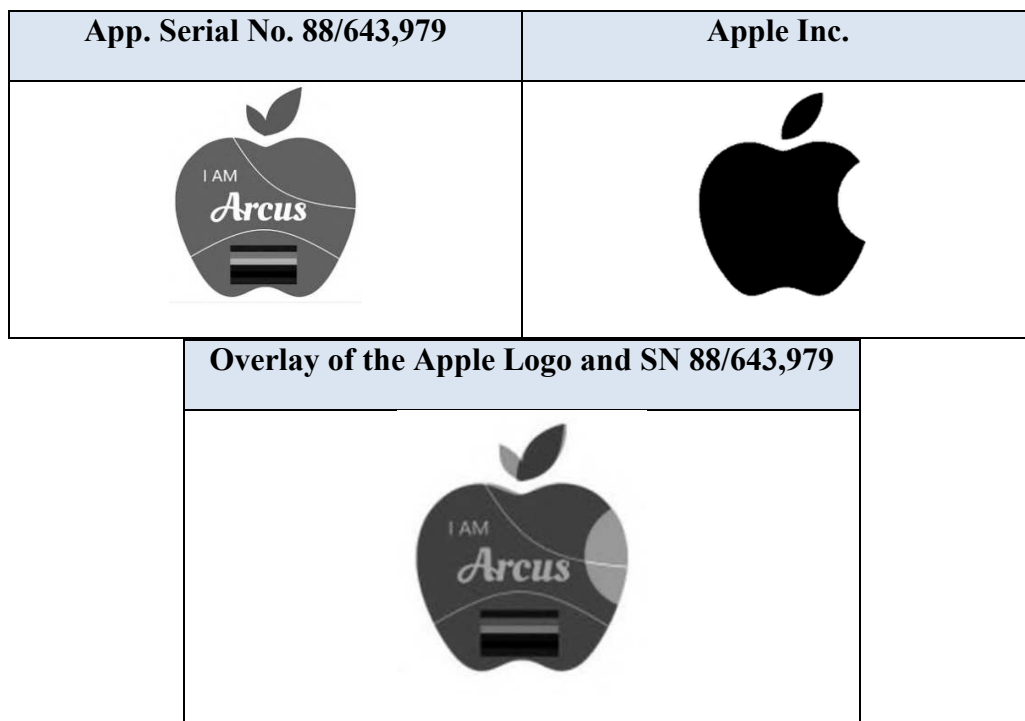 App. Serial No. 88/643,979
Apple Inc.
I AM
Arcus
Overlay of the Apple Logo and SN 88/643,979
I AM
Arcus